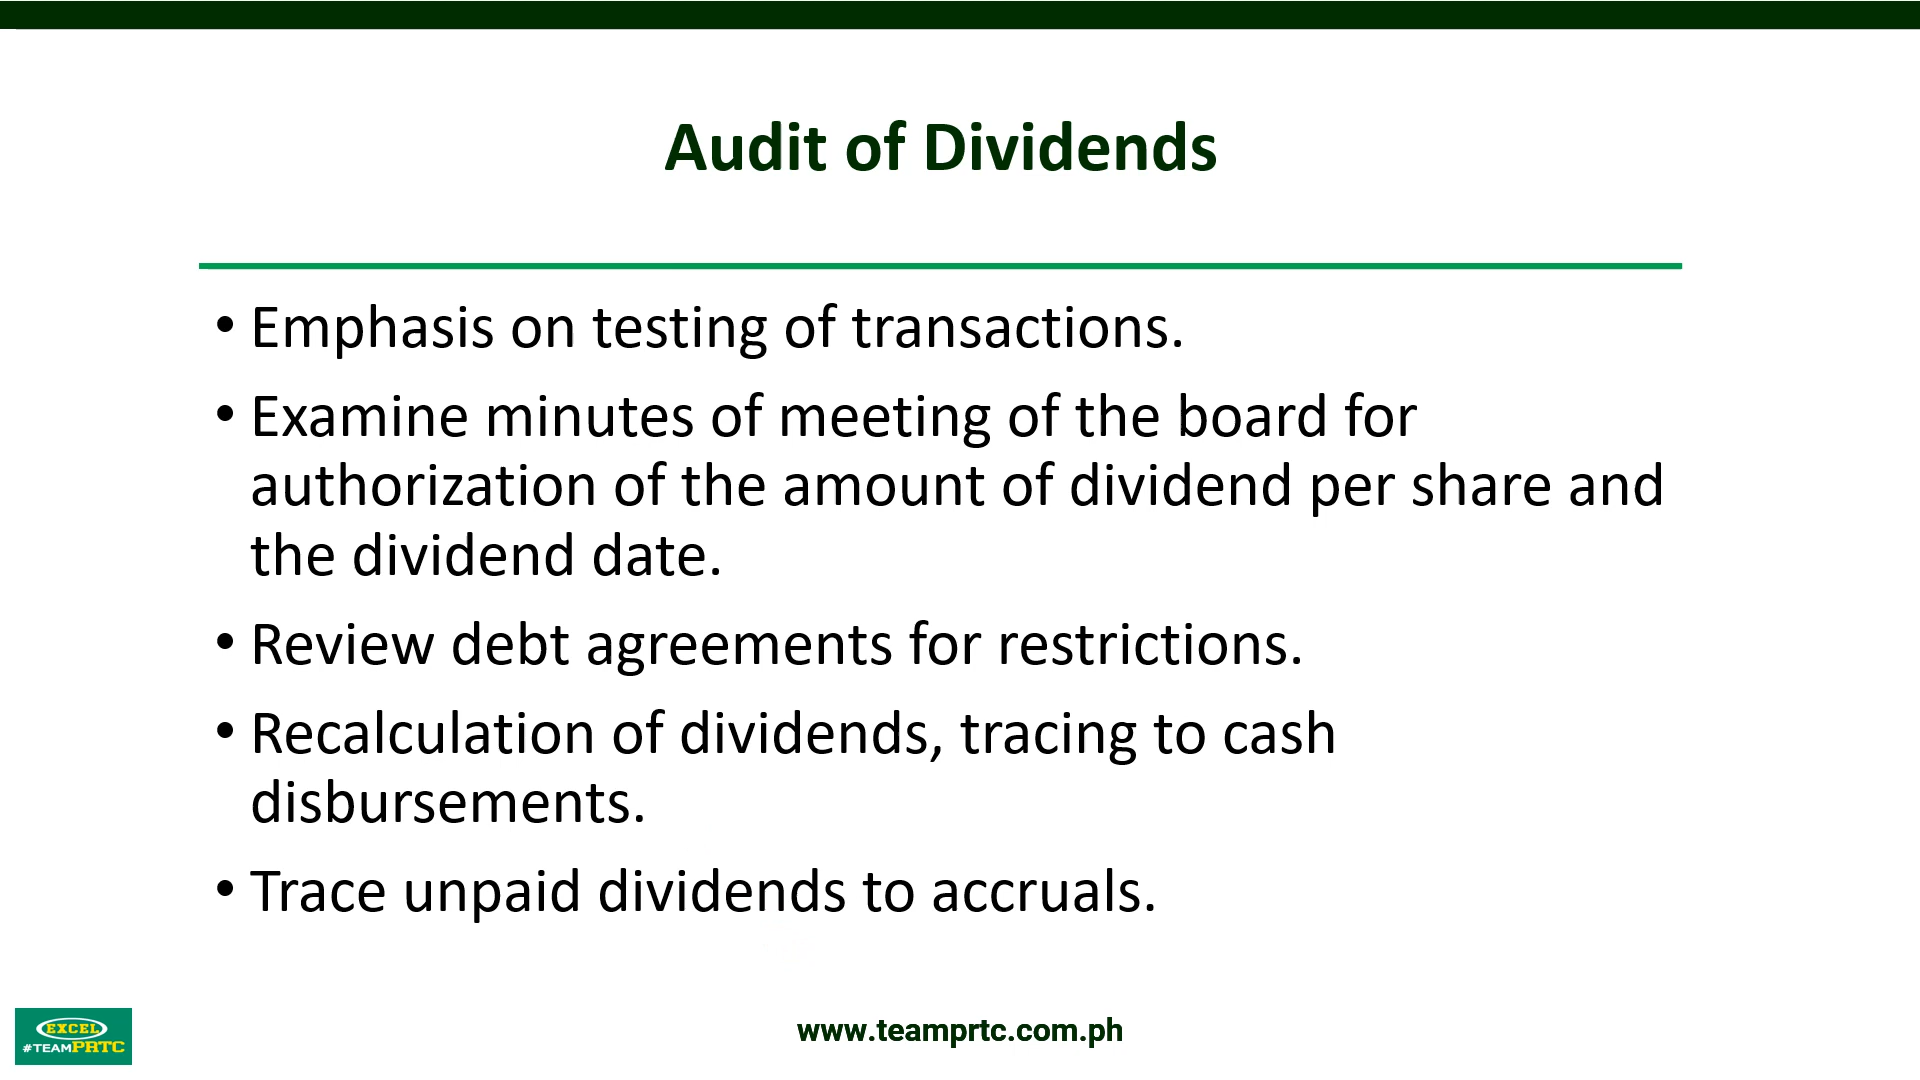 Audit of Dividends
• Emphasis on testing of transactions.
• Examine minutes of meeting of the board for
authorization of the amount of dividend per share and
the dividend date.
• Review debt agreements for restrictions.
• Recalculation of dividends, tracing to cash
disbursements.
• Trace unpaid dividends to accruals.
EXCEL
#TEAMPRTC
www.teamprtc.com.ph